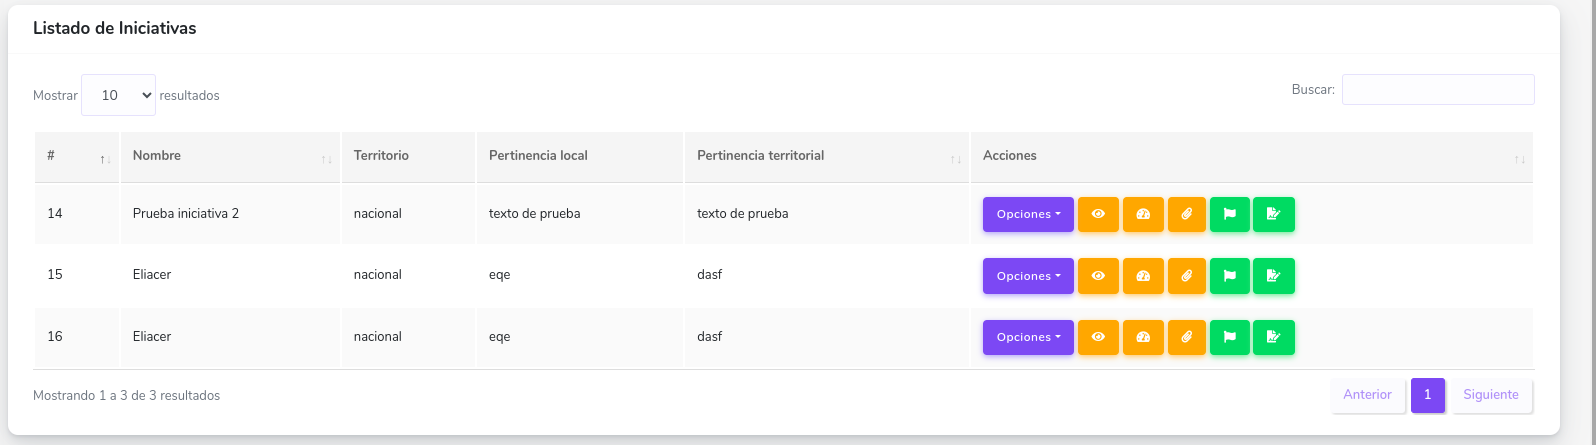 Listado de Iniciativas
Mostrar 10 resultados
Buscar:
# Nombre Territorio Pertinencia local Pertinencia territorial Acciones
14 Prueba iniciativa 2 nacional texto de prueba texto de prueba Opciones
15 Eliacer nacional eqe dasf Opciones
16 Eliacer nacional eqe dasf Opciones
Mostrando 1 a 3 de 3 resultados
Anterior 1 Siguiente